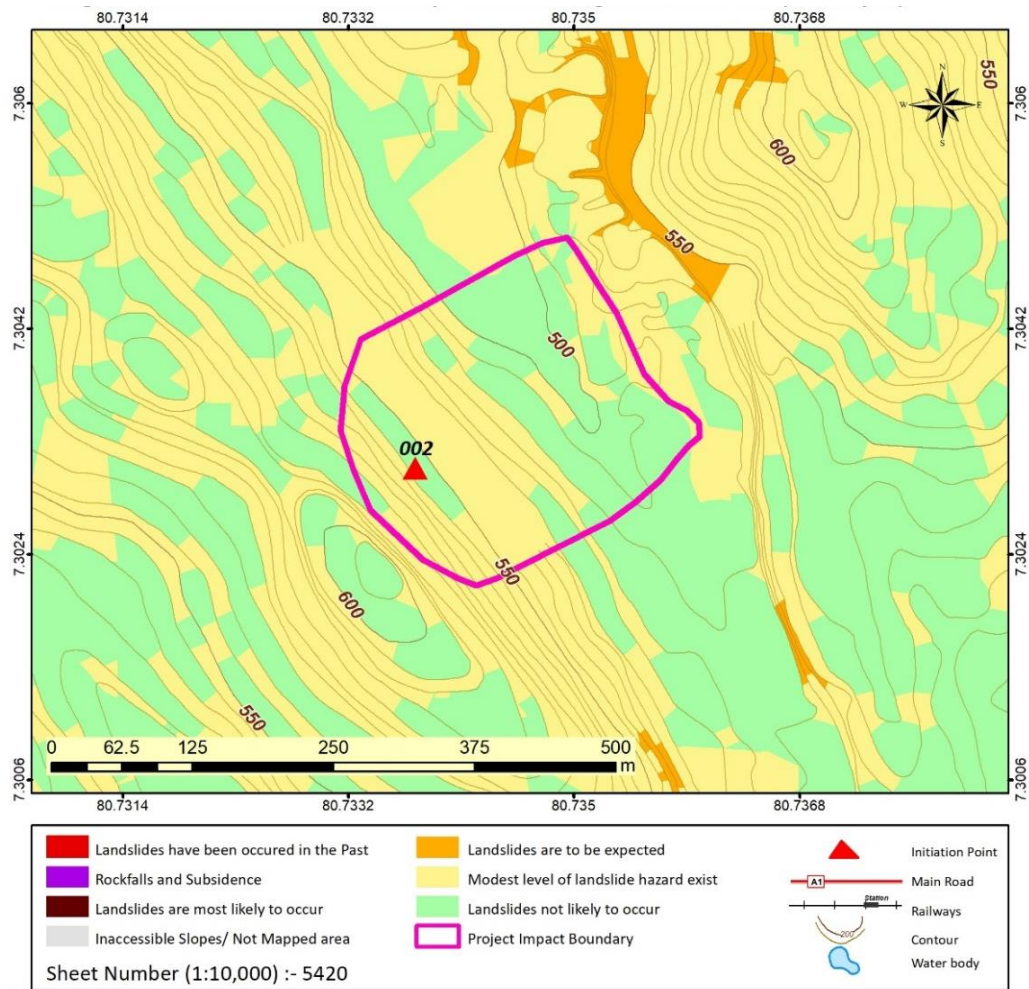 80.7314 80.7332 80.735 80.7368
7.306 7.306
550
600
550
7.3042 7.3042
500
002
7.3024 7.3024
550
600
550
0 62.5 125 250 375 500
m
7.3006 7.3006
80.7314 80.7332 80.735 80.7368
N
W E
S
Landslides have been occured in the Past
Rockfalls and Subsidence
Landslides are most likely to occur
Inaccessible Slopes/ Not Mapped area
Sheet Number (1:10,000) :- 5420
Landslides are to be expected
Modest level of landslide hazard exist
Landslides not likely to occur
Project Impact Boundary
Initiation Point
A1 Main Road
Station Railways
200 Contour
Water body